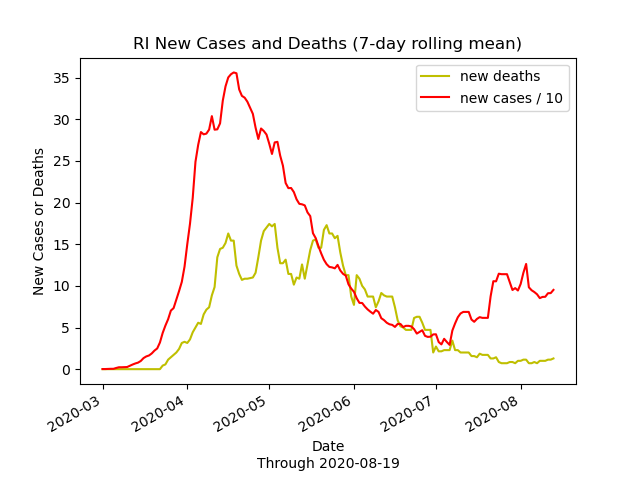 RI New Cases and Deaths (7-day rolling mean)
new deaths
new cases / 10
35
30
25
20
15
10
5
0
New Cases or Deaths
2020-03
2020-04
2020-05
2020-06
2020-07
2020-08
Date
Through 2020-08-19